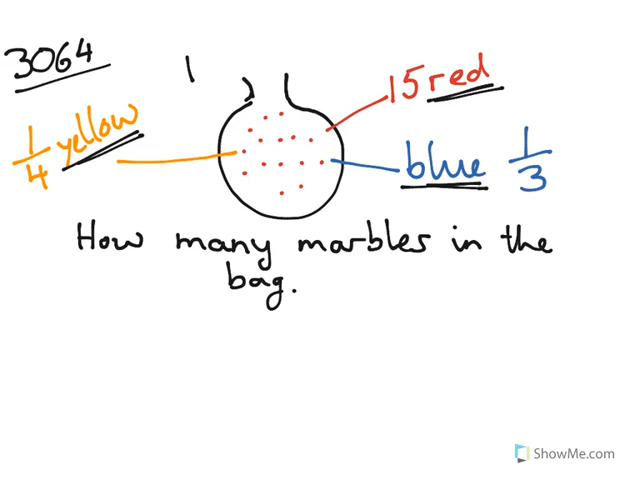 3064
1
15 red
1/4 yellow
blue 1/3
How many marbles in the
bag.
ShowMe.com